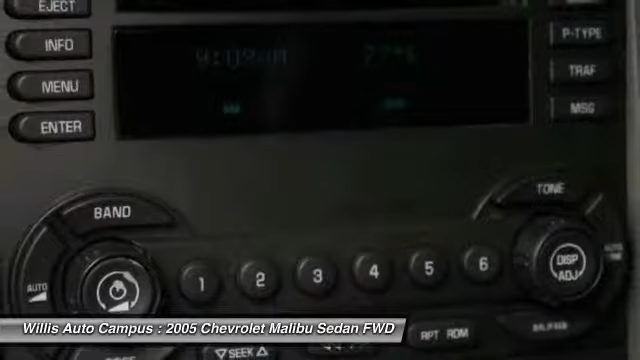 EJECT
INFO
MENU
ENTER
P-TYPE
TRAF
MSG
BAND
TONE
AUTO
1 2 3 4 5 6
DISP
ADJ
Willis Auto Campus : 2005 Chevrolet Malibu Sedan FWD
RPT RDM
▽ SEEK △